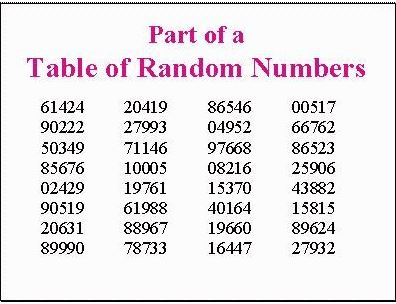 Part of a
Table of Random Numbers
61424 20419 86546 00517
90222 27993 04952 66762
50349 71146 97668 86523
85676 10005 08216 25906
02429 19761 15370 43882
90519 61988 40164 15815
20631 88967 19660 89624
89990 78733 16447 27932